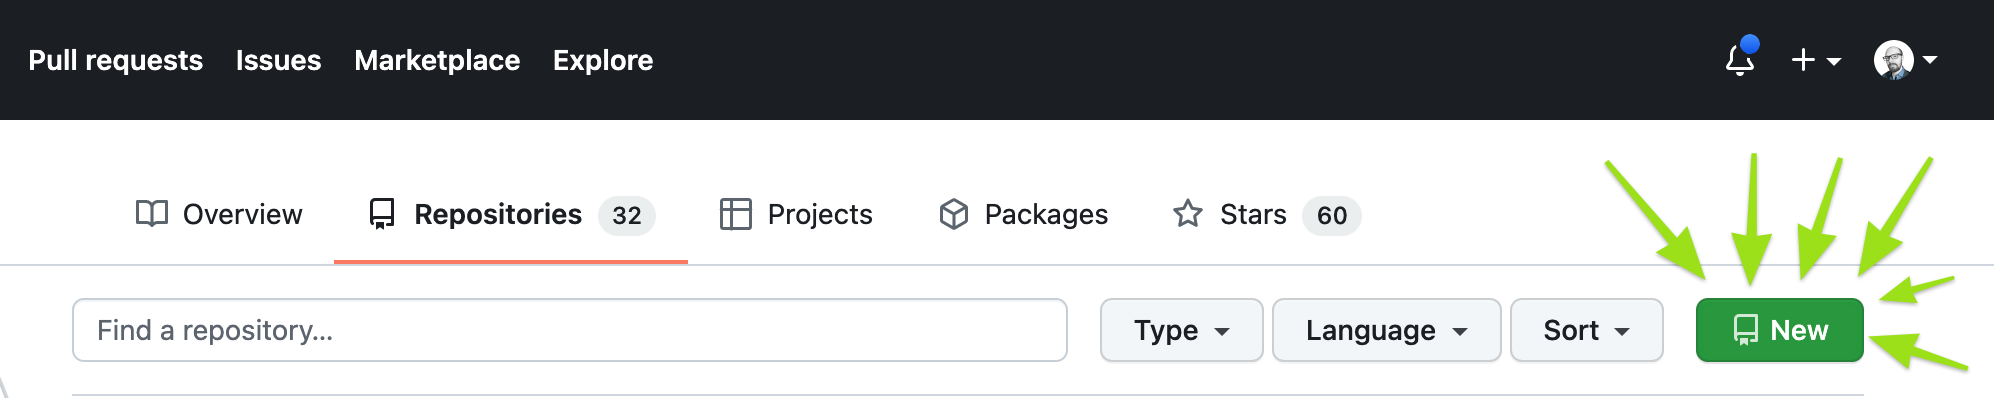 Pull requests Issues Marketplace Explore
Overview Repositories 32 Projects Packages Stars 60
Find a repository... Type Language Sort New